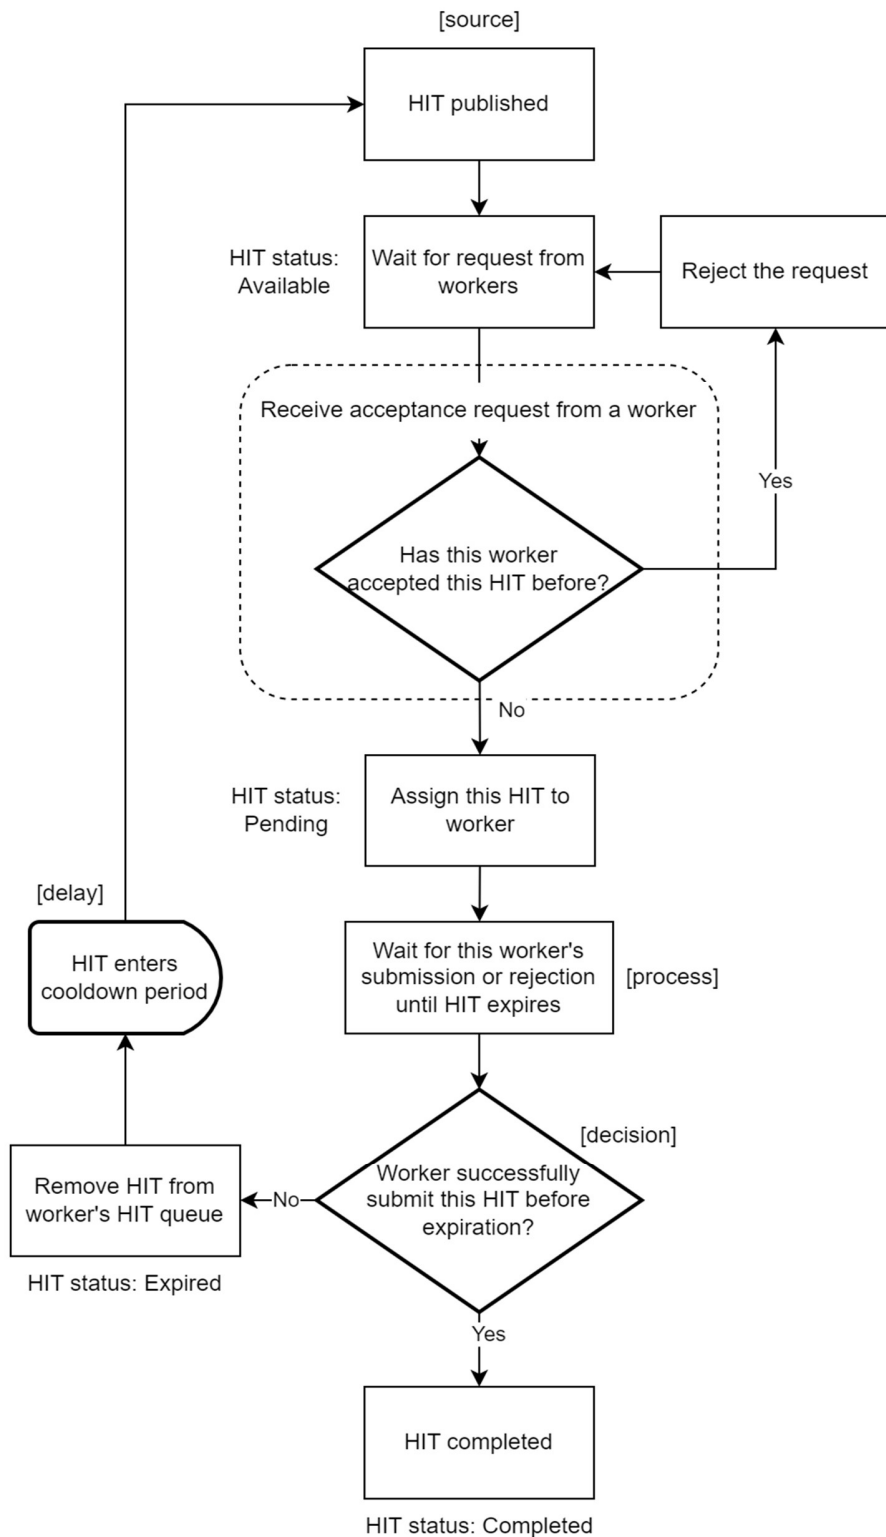 [source]
HIT published
HIT status:
Available
Wait for request from
workers
Reject the request
Receive acceptance request from a worker
Yes
Has this worker
accepted this HIT before?
No
HIT status:
Pending
Assign this HIT to
worker
[delay]
HIT enters
cooldown period
Wait for this worker's
submission or rejection
until HIT expires
[process]
[decision]
Worker successfully
submit this HIT before
expiration?
No
Remove HIT from
worker's HIT queue
HIT status: Expired
Yes
HIT completed
HIT status: Completed